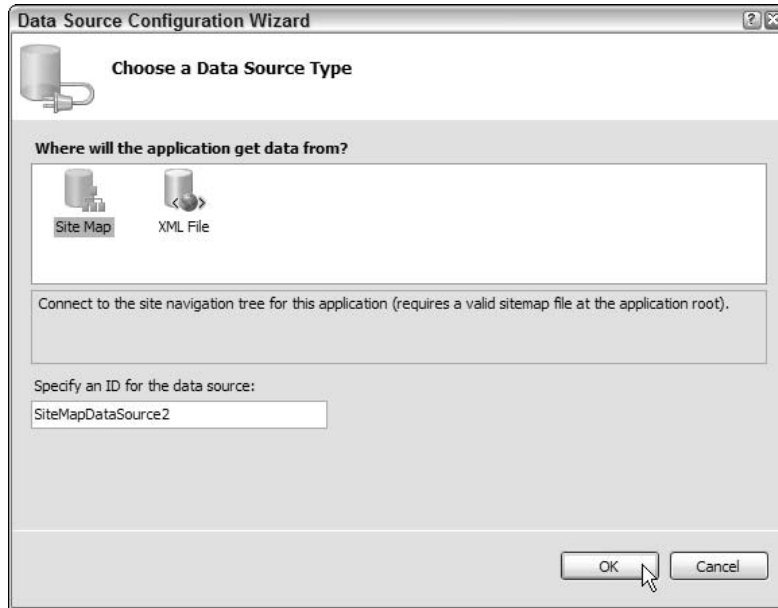 Data Source Configuration Wizard
Choose a Data Source Type
Where will the application get data from?
Site Map XML File
Connect to the site navigation tree for this application (requires a valid sitemap file at the application root).
Specify an ID for the data source:
SiteMapDataSource2
OK Cancel